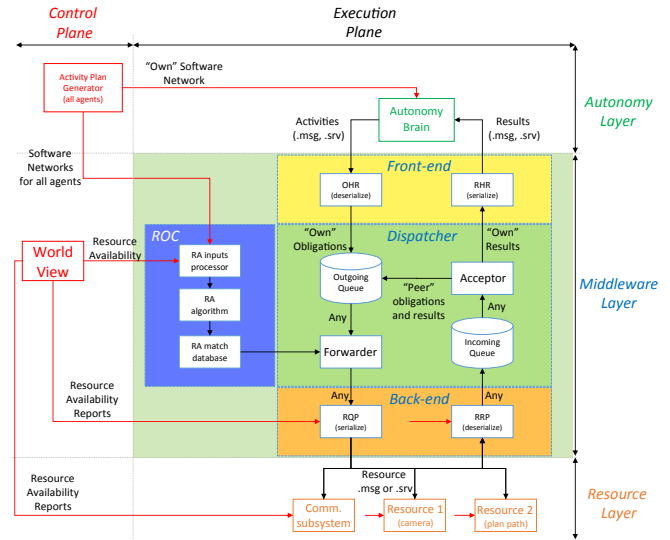 Control
Plane
Execution
Plane
Activity Plan
Generator
(all agents)
"Own" Software
Network
Autonomy
Brain
Autonomy
Layer
Activities
(.msg, .srv)
Results
(.msg, .srv)
Software
Networks
for all agents
Front-end
OHR
(deserialize)
RHR
(serialize)
World
View
Resource
Availability
ROC
RA inputs
processor
RA
algorithm
RA match
database
"Own"
Obligations
Dispatcher
"Own"
Results
Outgoing
Queue
Acceptor
"Peer"
obligations
and results
Any
Any
Incoming
Queue
Forwarder
Middleware
Layer
Resource
Availability
Reports
Any
Back-end
Any
RQP
(serialize)
RRP
(deserialize)
Resource
Availability
Reports
Resource
.msg or .srv
Comm.
subsystem
Resource 1
(camera)
Resource 2
(plan path)
Resource
Layer